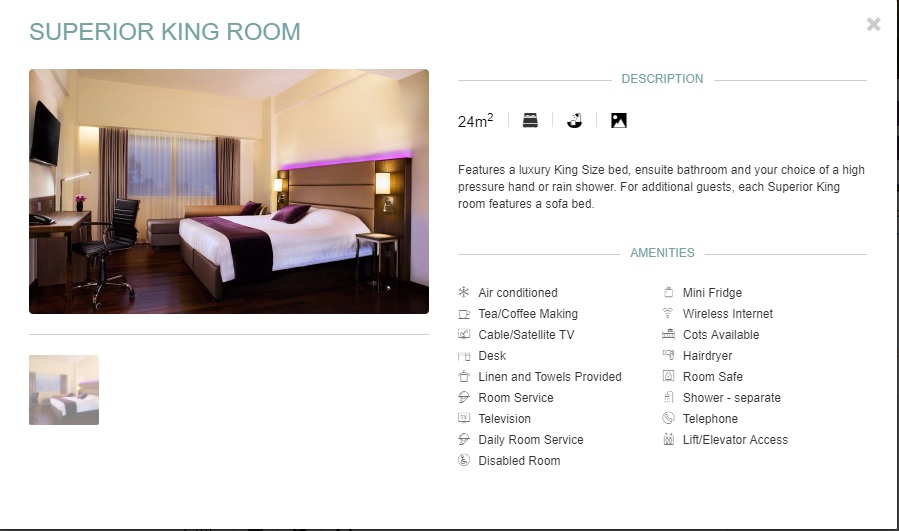 SUPERIOR KING ROOM
DESCRIPTION
24m²
Features a luxury King Size bed, ensuite bathroom and your choice of a high
pressure hand or rain shower. For additional guests, each Superior King
room features a sofa bed.
AMENITIES
Air conditioned
Tea/Coffee Making
Cable/Satellite TV
Desk
Linen and Towels Provided
Room Service
Television
Daily Room Service
Disabled Room
Mini Fridge
Wireless Internet
Cots Available
Hairdryer
Room Safe
Shower - separate
Telephone
Lift/Elevator Access